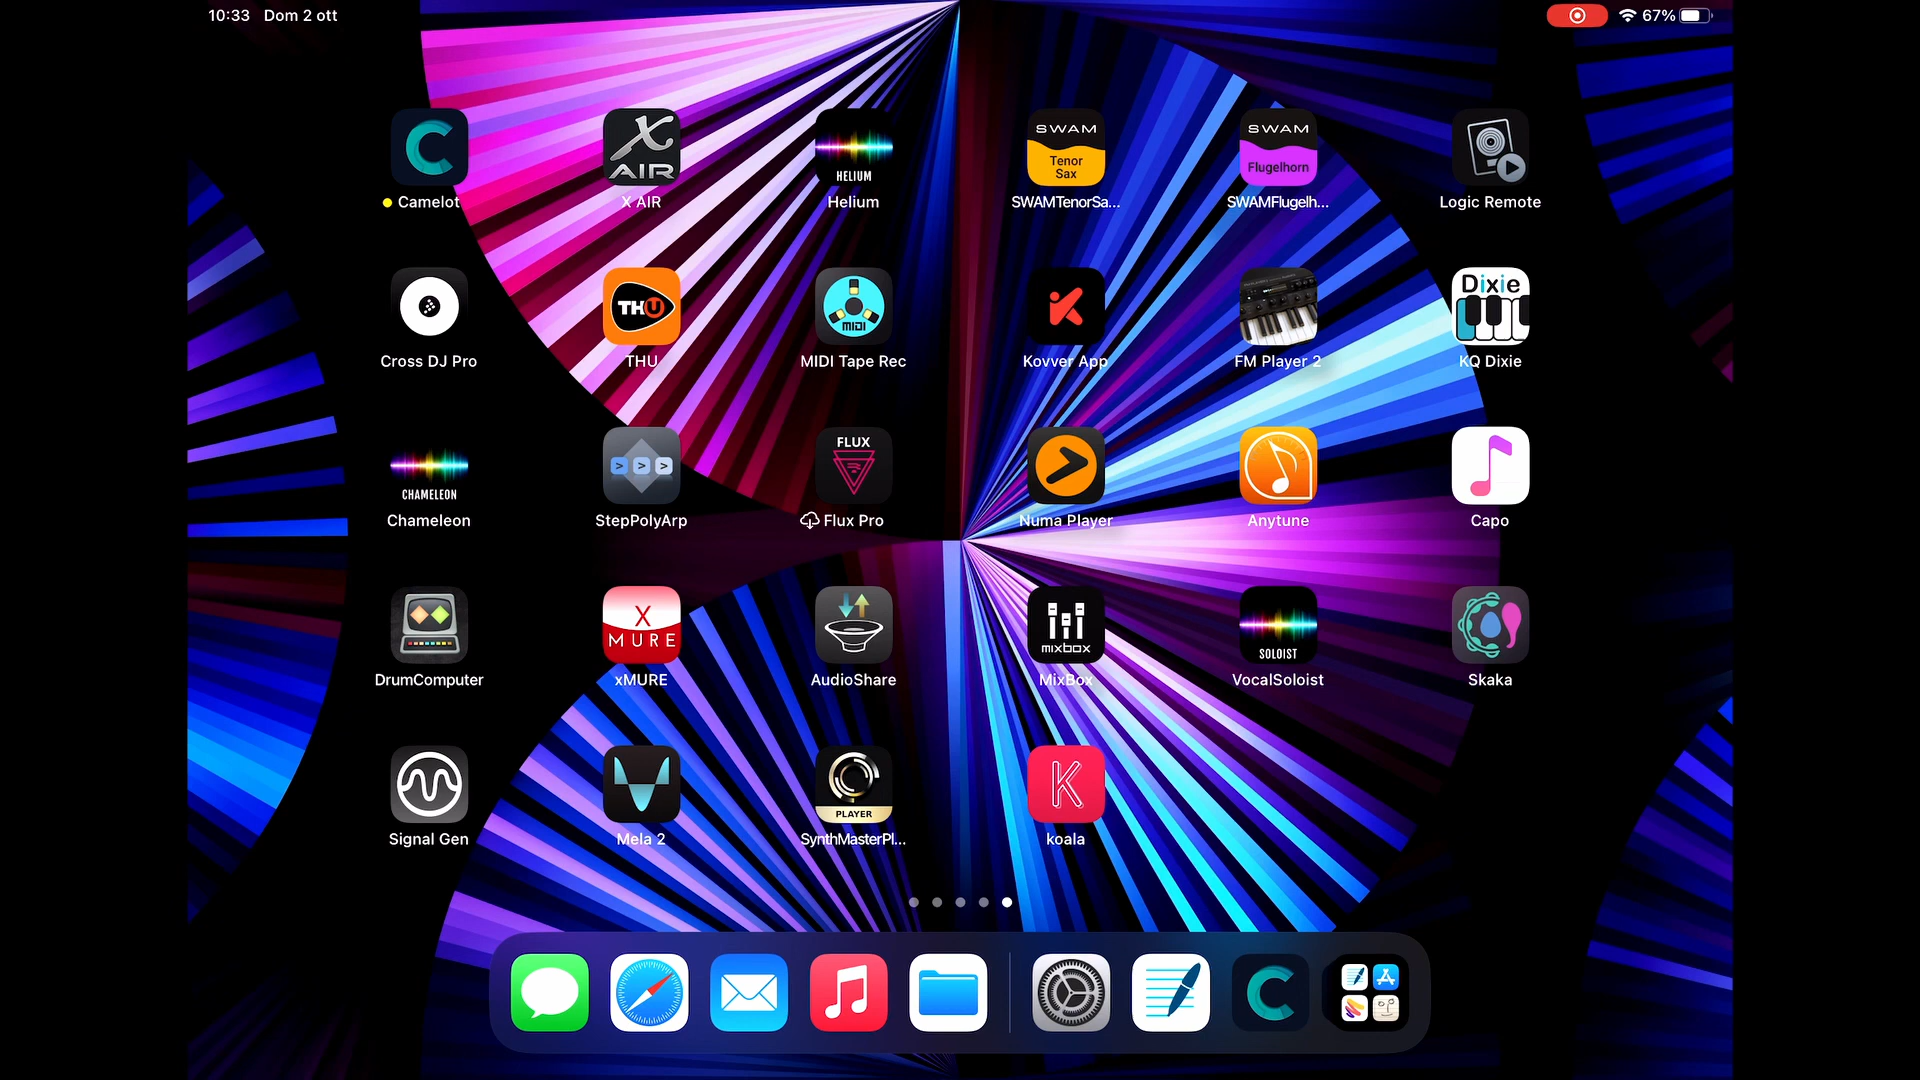 10:33 Dom 2 ott
67%
X
AIR
HELIUM
SWAM
Tenor
Sax
SWAM
Flugelhorn
Camelot
X AIR
Helium
SWAMTenorSa...
SWAMFlugelh...
Logic Remote
THU
MIDI
Dixie
Cross DJ Pro
THU
MIDI Tape Rec
Kovver App
FM Player 2
KQ Dixie
CHAMELEON
FLUX
Chameleon
StepPolyArp
Flux Pro
Numa Player
Anytune
Capo
X
MURE
mixbox
SOLOIST
DrumComputer
xMURE
AudioShare
MixBox
VocalSoloist
Skaka
PLAYER
K
Signal Gen
Mela 2
SynthMasterPl...
koala